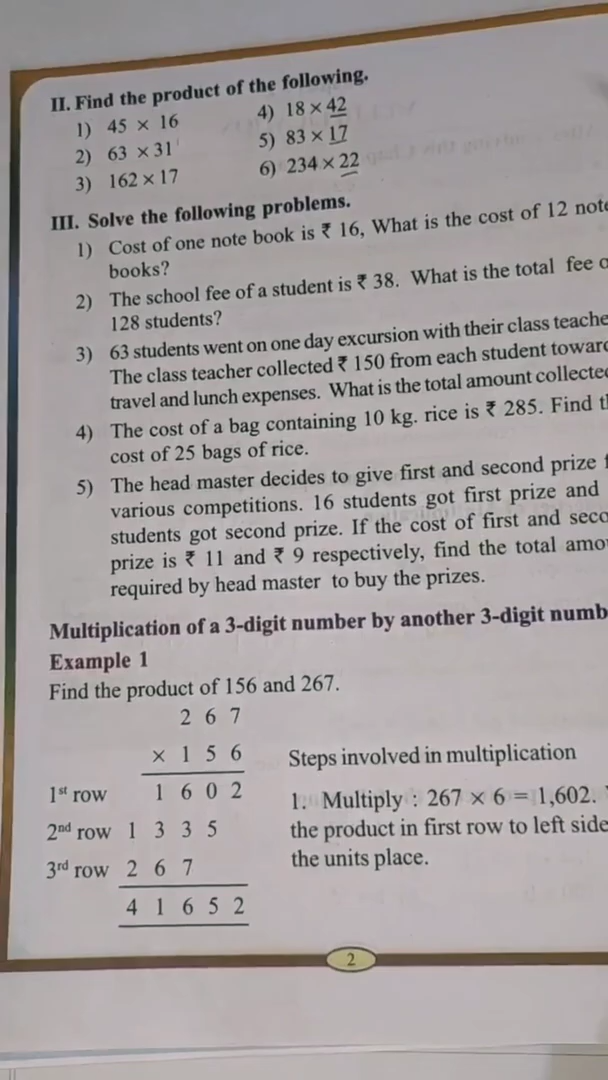 II. Find the product of the following.
1) 45 × 16
2) 63 × 31
3) 162 × 17
4) 18 × 42
5) 83 × 17
6) 234 × 22
III. Solve the following problems.
1) Cost of one note book is ₹ 16, What is the cost of 12 note
books?
2) The school fee of a student is ₹ 38. What is the total fee
128 students?
3) 63 students went on one day excursion with their class teache
The class teacher collected ₹ 150 from each student towar
travel and lunch expenses. What is the total amount collecte
4) The cost of a bag containing 10 kg. rice is ₹ 285. Find
cost of 25 bags of rice.
5) The head master decides to give first and second prize
various competitions. 16 students got first prize and
students got second prize. If the cost of first and seco
prize is ₹ 11 and ₹ 9 respectively, find the total amo
required by head master to buy the prizes.
Multiplication of a 3-digit number by another 3-digit numb
Example 1
Find the product of 156 and 267.
2 6 7
× 1 5 6
1st row 1 6 0 2
2nd row 1 3 3 5
3rd row 2 6 7
4 1 6 5 2
Steps involved in multiplication
1. Multiply : 267 × 6 = 1,602.
the product in first row to left side
the units place.
2